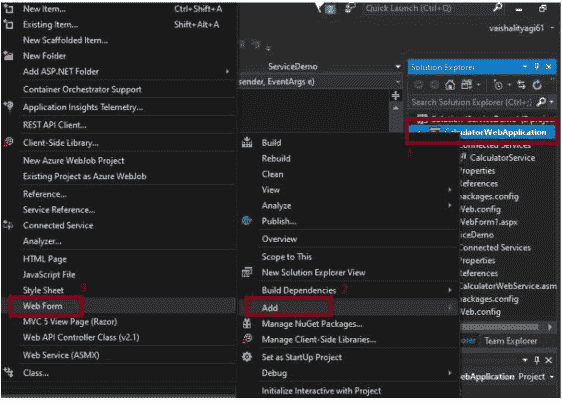 New Item... Ctrl+Shift+A
Existing Item... Shift+Alt+A
New Scaffolded Item...
New Folder
Add ASP.NET Folder
Container Orchestrator Support
Application Insights Telemetry...
REST API Client...
Client-Side Library...
New Azure WebJob Project
Existing Project as Azure WebJob
Reference...
Service Reference...
Connected Service
Analyzer...
HTML Page
JavaScript File
Style Sheet 3
Web Form
MVC 5 View Page (Razor)
Web API Controller Class (v2.1)
Web Service (ASMX)
Class...
Quick Launch (Ctrl+Q)
vaishalityagi61
ServiceDemo
sender, EventArgs e)
Build
Rebuild
Clean
View
Analyze
Publish...
Overview
Scope to This
New Solution Explorer View
Build Dependencies 2
Add
Manage NuGet Packages...
Manage Client-Side Libraries...
Set as StartUp Project
Debug
Initialize Interactive with Project
Solution Explorer
Search Solution Explorer (Ctrl+;)
CalculatorWebApplication
Connected Services
CalculatorService
Properties
References
packages.config
Web.config
WebForm1.aspx
iceDemo
Connected Services
Properties
References
CalculatorWebService.asm
packages.config
Web.config
orer Team Explorer
WebApplication Project